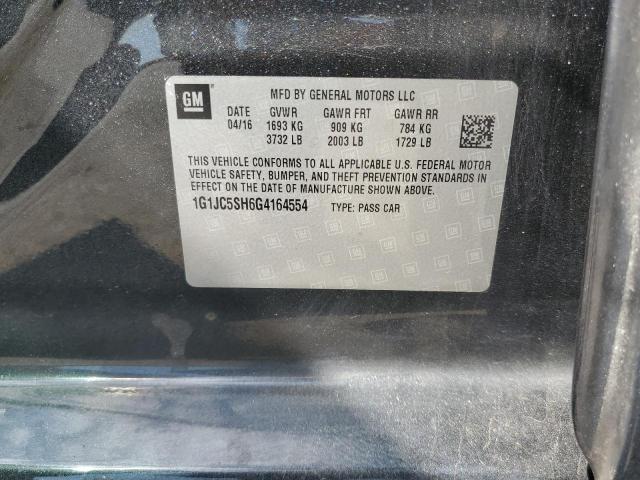 GM
MFD BY GENERAL MOTORS LLC
DATE GVWR GAWR FRT GAWR RR
04/16 1693 KG 909 KG 784 KG
3732 LB 2003 LB 1729 LB
THIS VEHICLE CONFORMS TO ALL APPLICABLE U.S. FEDERAL MOTOR
VEHICLE SAFETY, BUMPER, AND THEFT PREVENTION STANDARDS IN
EFFECT ON THE DATE OF MANUFACTURE SHOWN ABOVE.
1G1JC5SH6G4164554 TYPE: PASS CAR